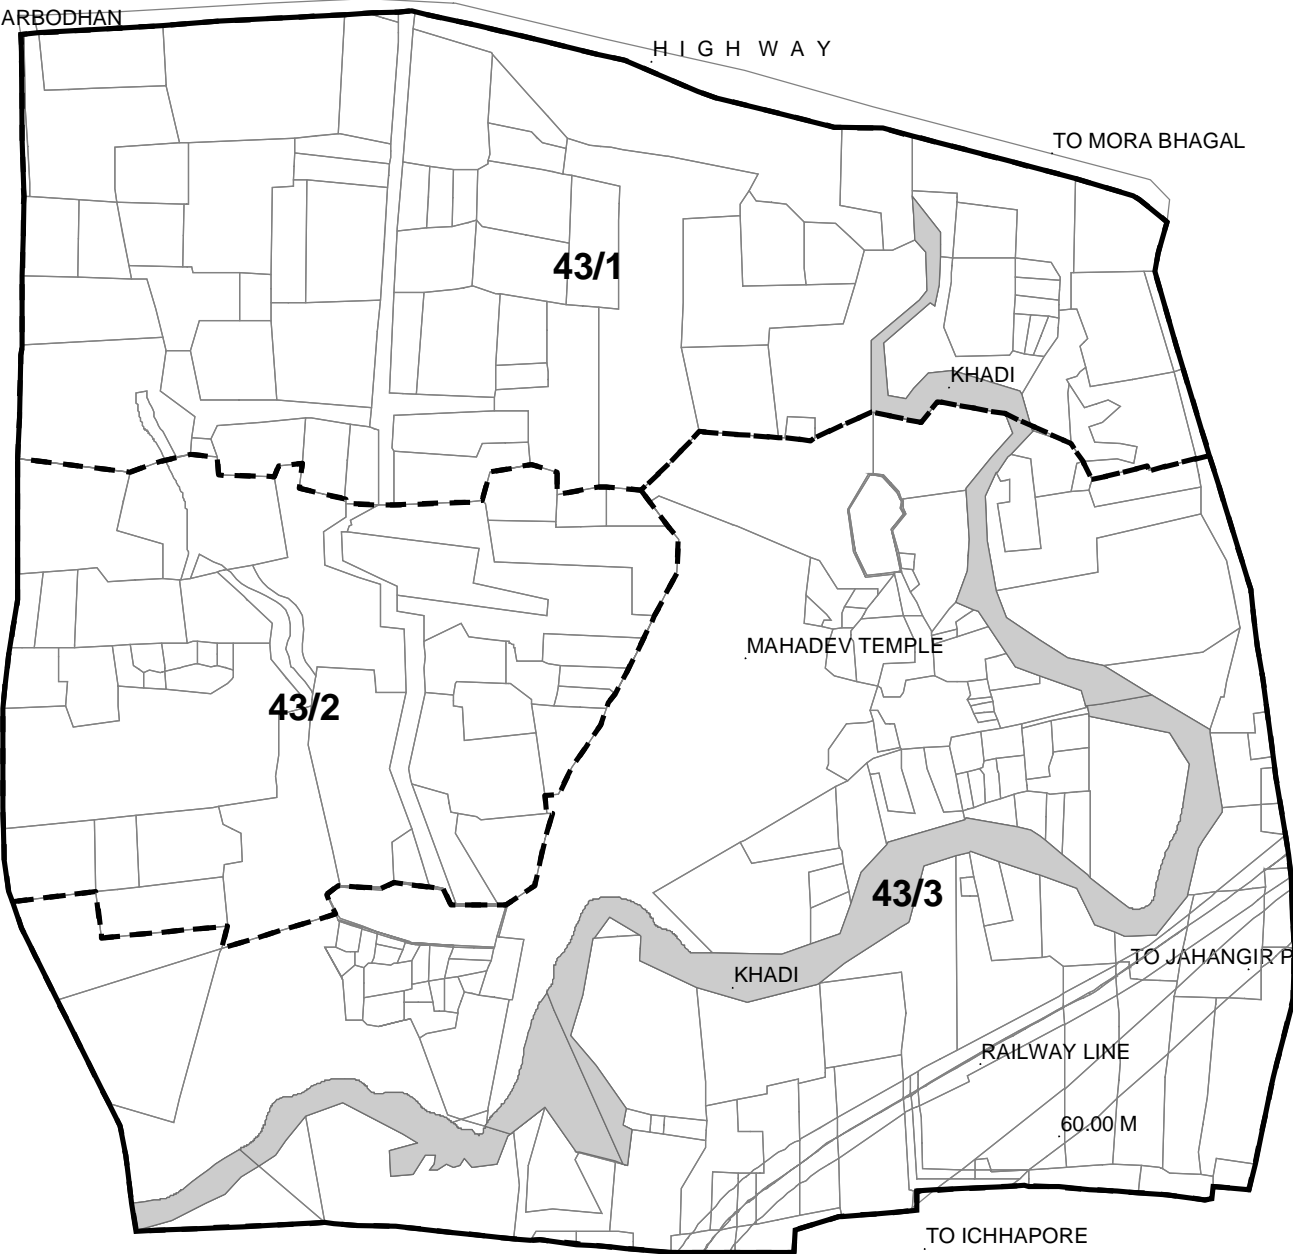 ARBODHAN
HIGHWAY
TO MORA BHAGAL
43/1
KHADI
MAHADEV TEMPLE
43/2
43/3
TO JAHANGIR P
KHADI
RAILWAY LINE
60.00 M
TO ICHHAPORE